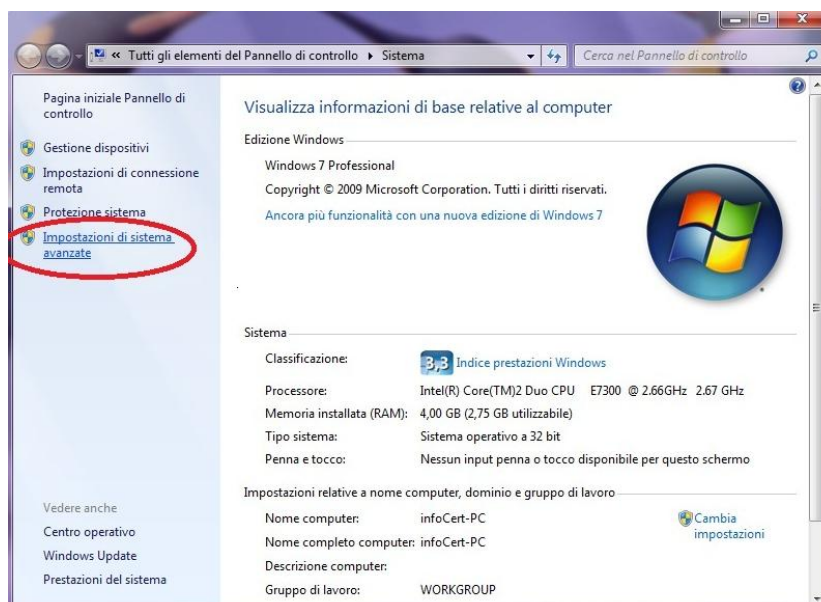 « Tutti gli elementi del Pannello di controllo Sistema
Cerca nel Pannello di controllo
Pagina iniziale Pannello di
controllo
Gestione dispositivi
Impostazioni di connessione
remota
Protezione sistema
Impostazioni di sistema
avanzate
Vedere anche
Centro operativo
Windows Update
Prestazioni del sistema
Visualizza informazioni di base relative al computer
Edizione Windows
Windows 7 Professional
Copyright © 2009 Microsoft Corporation. Tutti i diritti riservati.
Ancora più funzionalità con una nuova edizione di Windows 7
Sistema
Classificazione: 3,3 Indice prestazioni Windows
Processore: Intel(R) Core(TM)2 Duo CPU E7300 @ 2.66GHz 2.67 GHz
Memoria installata (RAM): 4,00 GB (2,75 GB utilizzabile)
Tipo sistema: Sistema operativo a 32 bit
Penna e tocco: Nessun input penna o tocco disponibile per questo schermo
Impostazioni relative a nome computer, dominio e gruppo di lavoro
Nome computer: infoCert-PC
Cambia
impostazioni
Nome completo computer: infoCert-PC
Descrizione computer:
Gruppo di lavoro: WORKGROUP